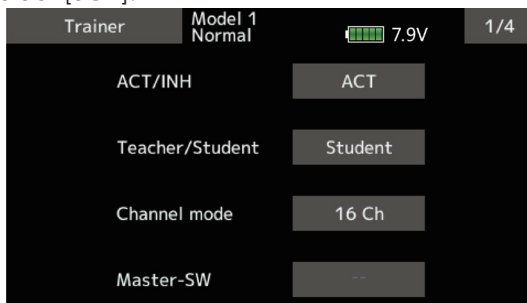 Trainer
Model 1
Normal
7.9V
1/4
ACT/INH
ACT
Teacher/Student
Student
Channel mode
16 Ch
Master-SW
--